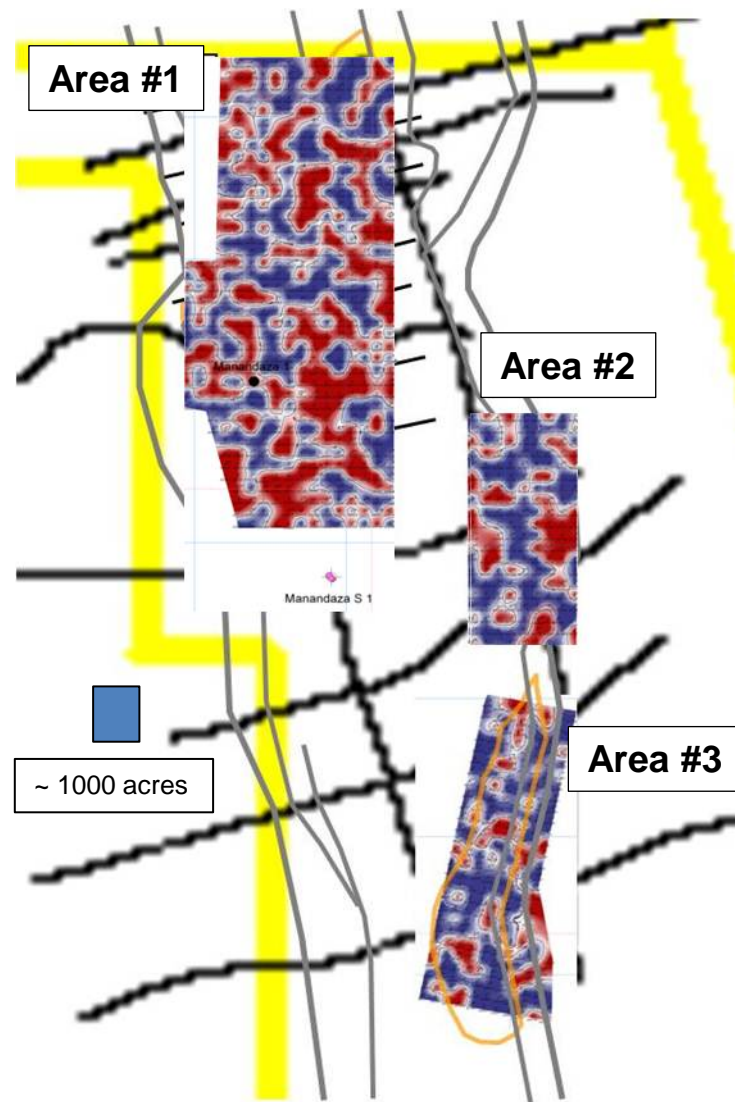 Area #1
Area #2
Manandaza 1
Manandaza S 1
Area #3
~ 1000 acres